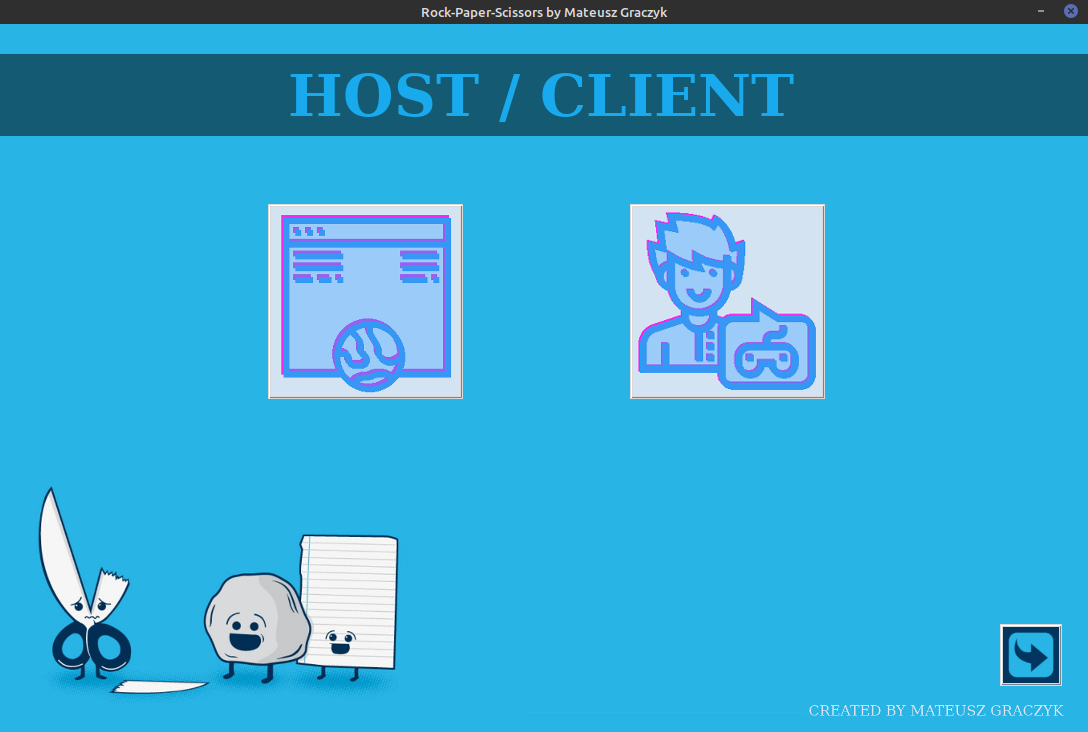 Rock-Paper-Scissors by Mateusz Graczyk
HOST / CLIENT
CREATED BY MATEUSZ GRACZYK